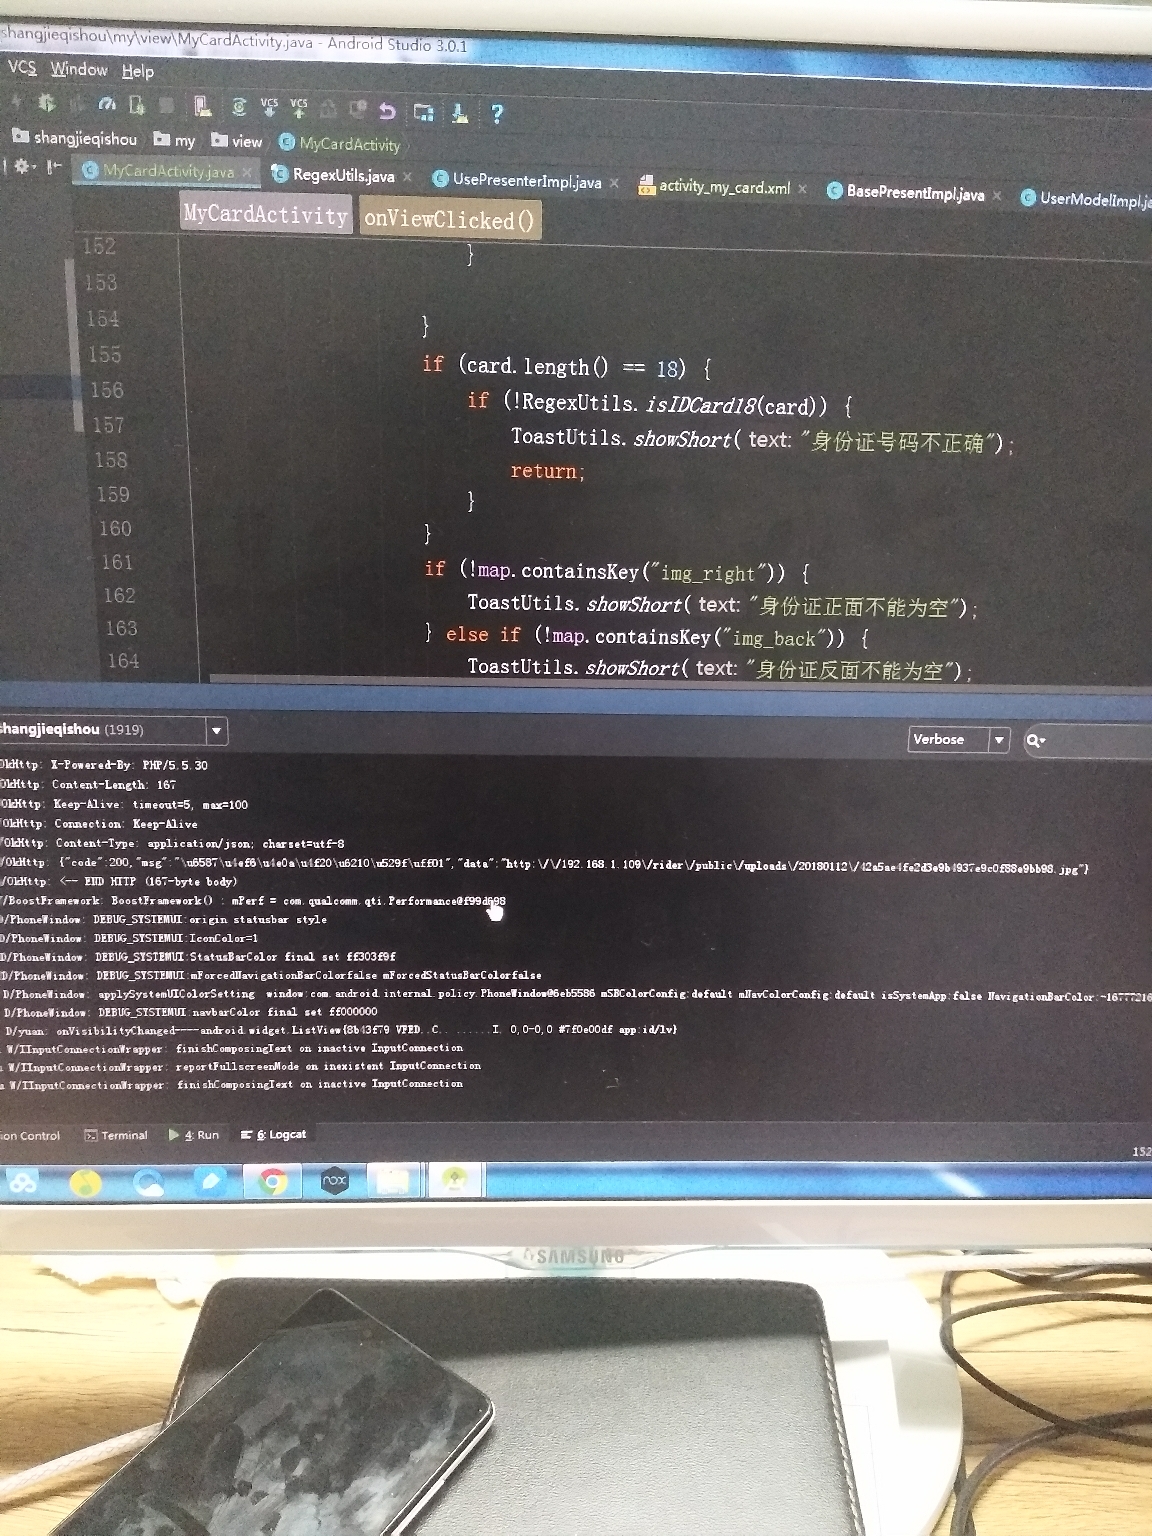 shangjieqishou\my\view\MyCardActivity.java - Android Studio 3.0.1
VCS Window Help
VCS VCS ?
shangjieqishou my view MyCardActivity
MyCardActivity.java RegexUtils.java UsePresenterImpl.java activity_my_card.xml BasePresentImpl.java UserModelImpl.ja
MyCardActivity onViewClicked()
152 }
153
154 }
155 if (card.length() == 18) {
156 if (!RegexUtils.isIDCard18(card)) {
157 ToastUtils.showShort( text: "身份证号码不正确");
158 return;
159 }
160 }
161 if (!map.containsKey("img_right")) {
162 ToastUtils.showShort( text: "身份证正面不能为空");
163 } else if (!map.containsKey("img_back")) {
164 ToastUtils.showShort( text: "身份证反面不能为空");
shangjieqishou (1919) Verbose
OkHttp: X-Powered-By: PHP/5.5.30
OkHttp: Content-Length: 167
OkHttp: Keep-Alive: timeout=5, max=100
/OkHttp: Connection: Keep-Alive
/OkHttp: Content-Type: application/json; charset=utf-8
/OkHttp: {"code":200,"msg":"\u6587\u4ef6\u4e0a\u4f20\u6210\u529f\uff01","data":"http:\/\/192.168.1.109\/rider\/public\/uploads\/20180112\/42a5ae4fe2d3e9b4937e9c0f88e9bb98.jpg"}
/OkHttp: <-- END HTTP (167-byte body)
/BoostFramework: BoostFramework() : mPerf = com.qualcomm.qti.Performance@f99d698
D/PhoneWindow: DEBUG_SYSTEMUI:origin statusbar style
D/PhoneWindow: DEBUG_SYSTEMUI:IconColor=1
D/PhoneWindow: DEBUG_SYSTEMUI:StatusBarColor final set ff303f9f
D/PhoneWindow: DEBUG_SYSTEMUI:mForcedNavigationBarColorfalse mForcedStatusBarColorfalse
D/PhoneWindow: applySystemUIColorSetting window:com.android.internal.policy.PhoneWindow@6eb5586 mSBColorConfig:default mNavColorConfig:default isSystemApp:false NavigationBarColor:-16777216
D/PhoneWindow: DEBUG_SYSTEMUI:navbarColor final set ff000000
D/yuan: onVisibilityChanged----android.widget.ListView{8b43f79 VFED..C. .......I. 0,0-0,0 #7f0e00df app:id/lv}
W/IInputConnectionWrapper: finishComposingText on inactive InputConnection
W/IInputConnectionWrapper: reportFullscreenMode on inexistent InputConnection
W/IInputConnectionWrapper: finishComposingText on inactive InputConnection
ion Control Terminal 4: Run 6: Logcat
152
nox
SAMSUNG